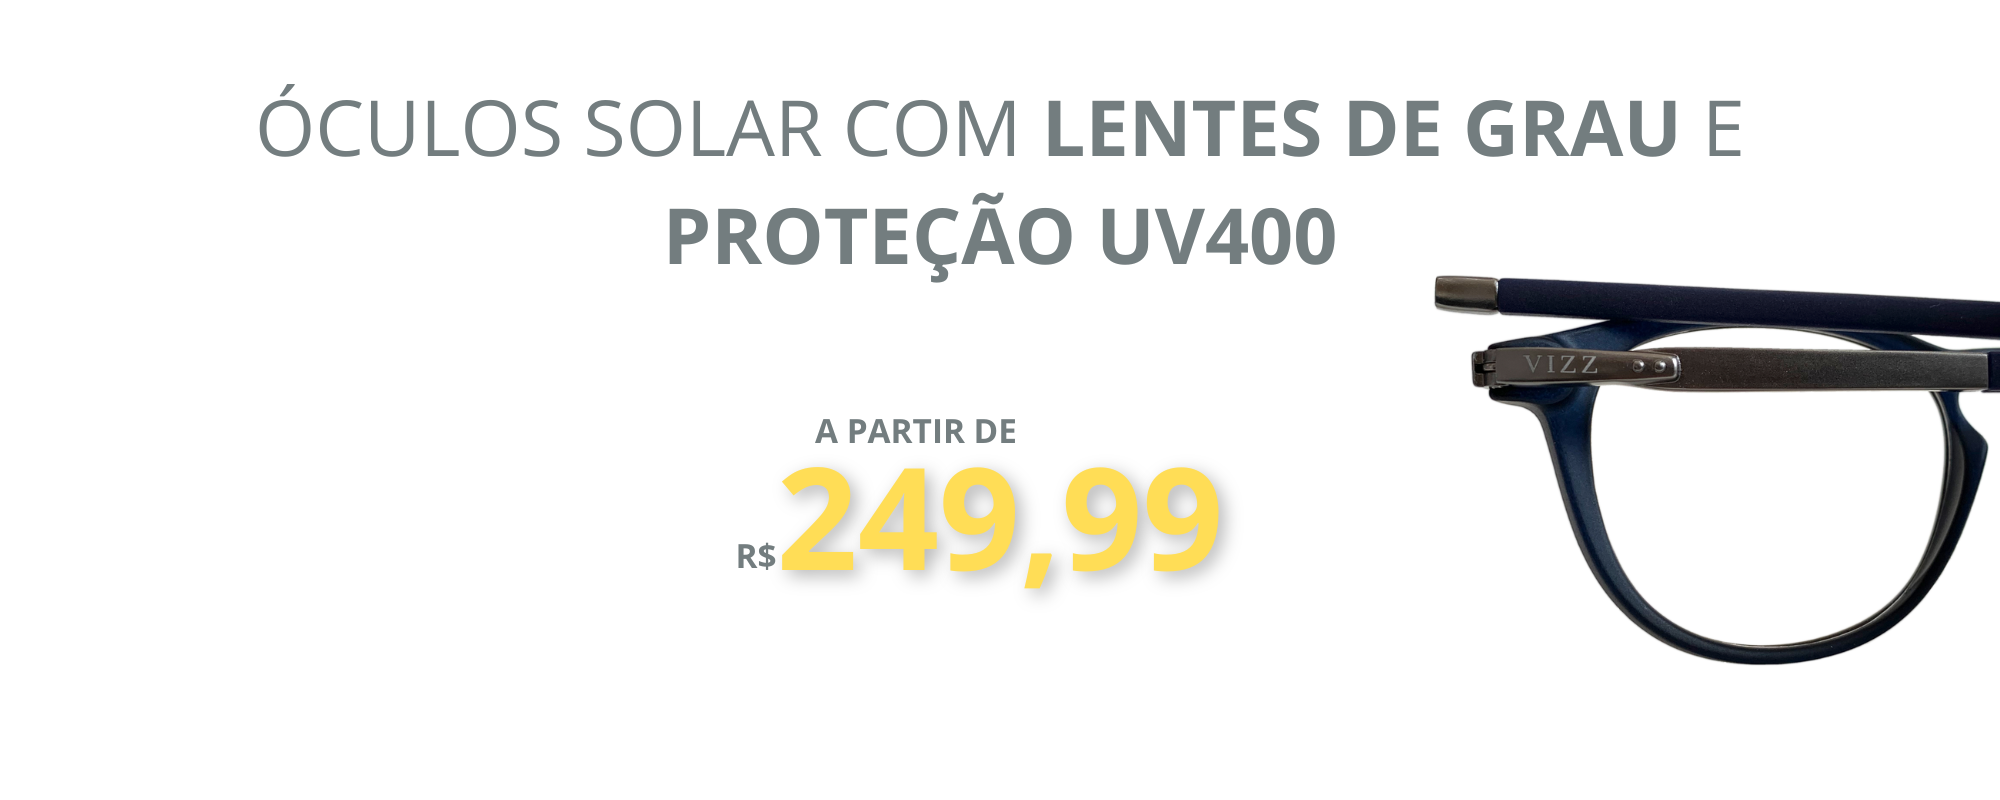 ÓCULOS SOLAR COM LENTES DE GRAU E
PROTEÇÃO UV400
VIZZ
A PARTIR DE
R$249,99